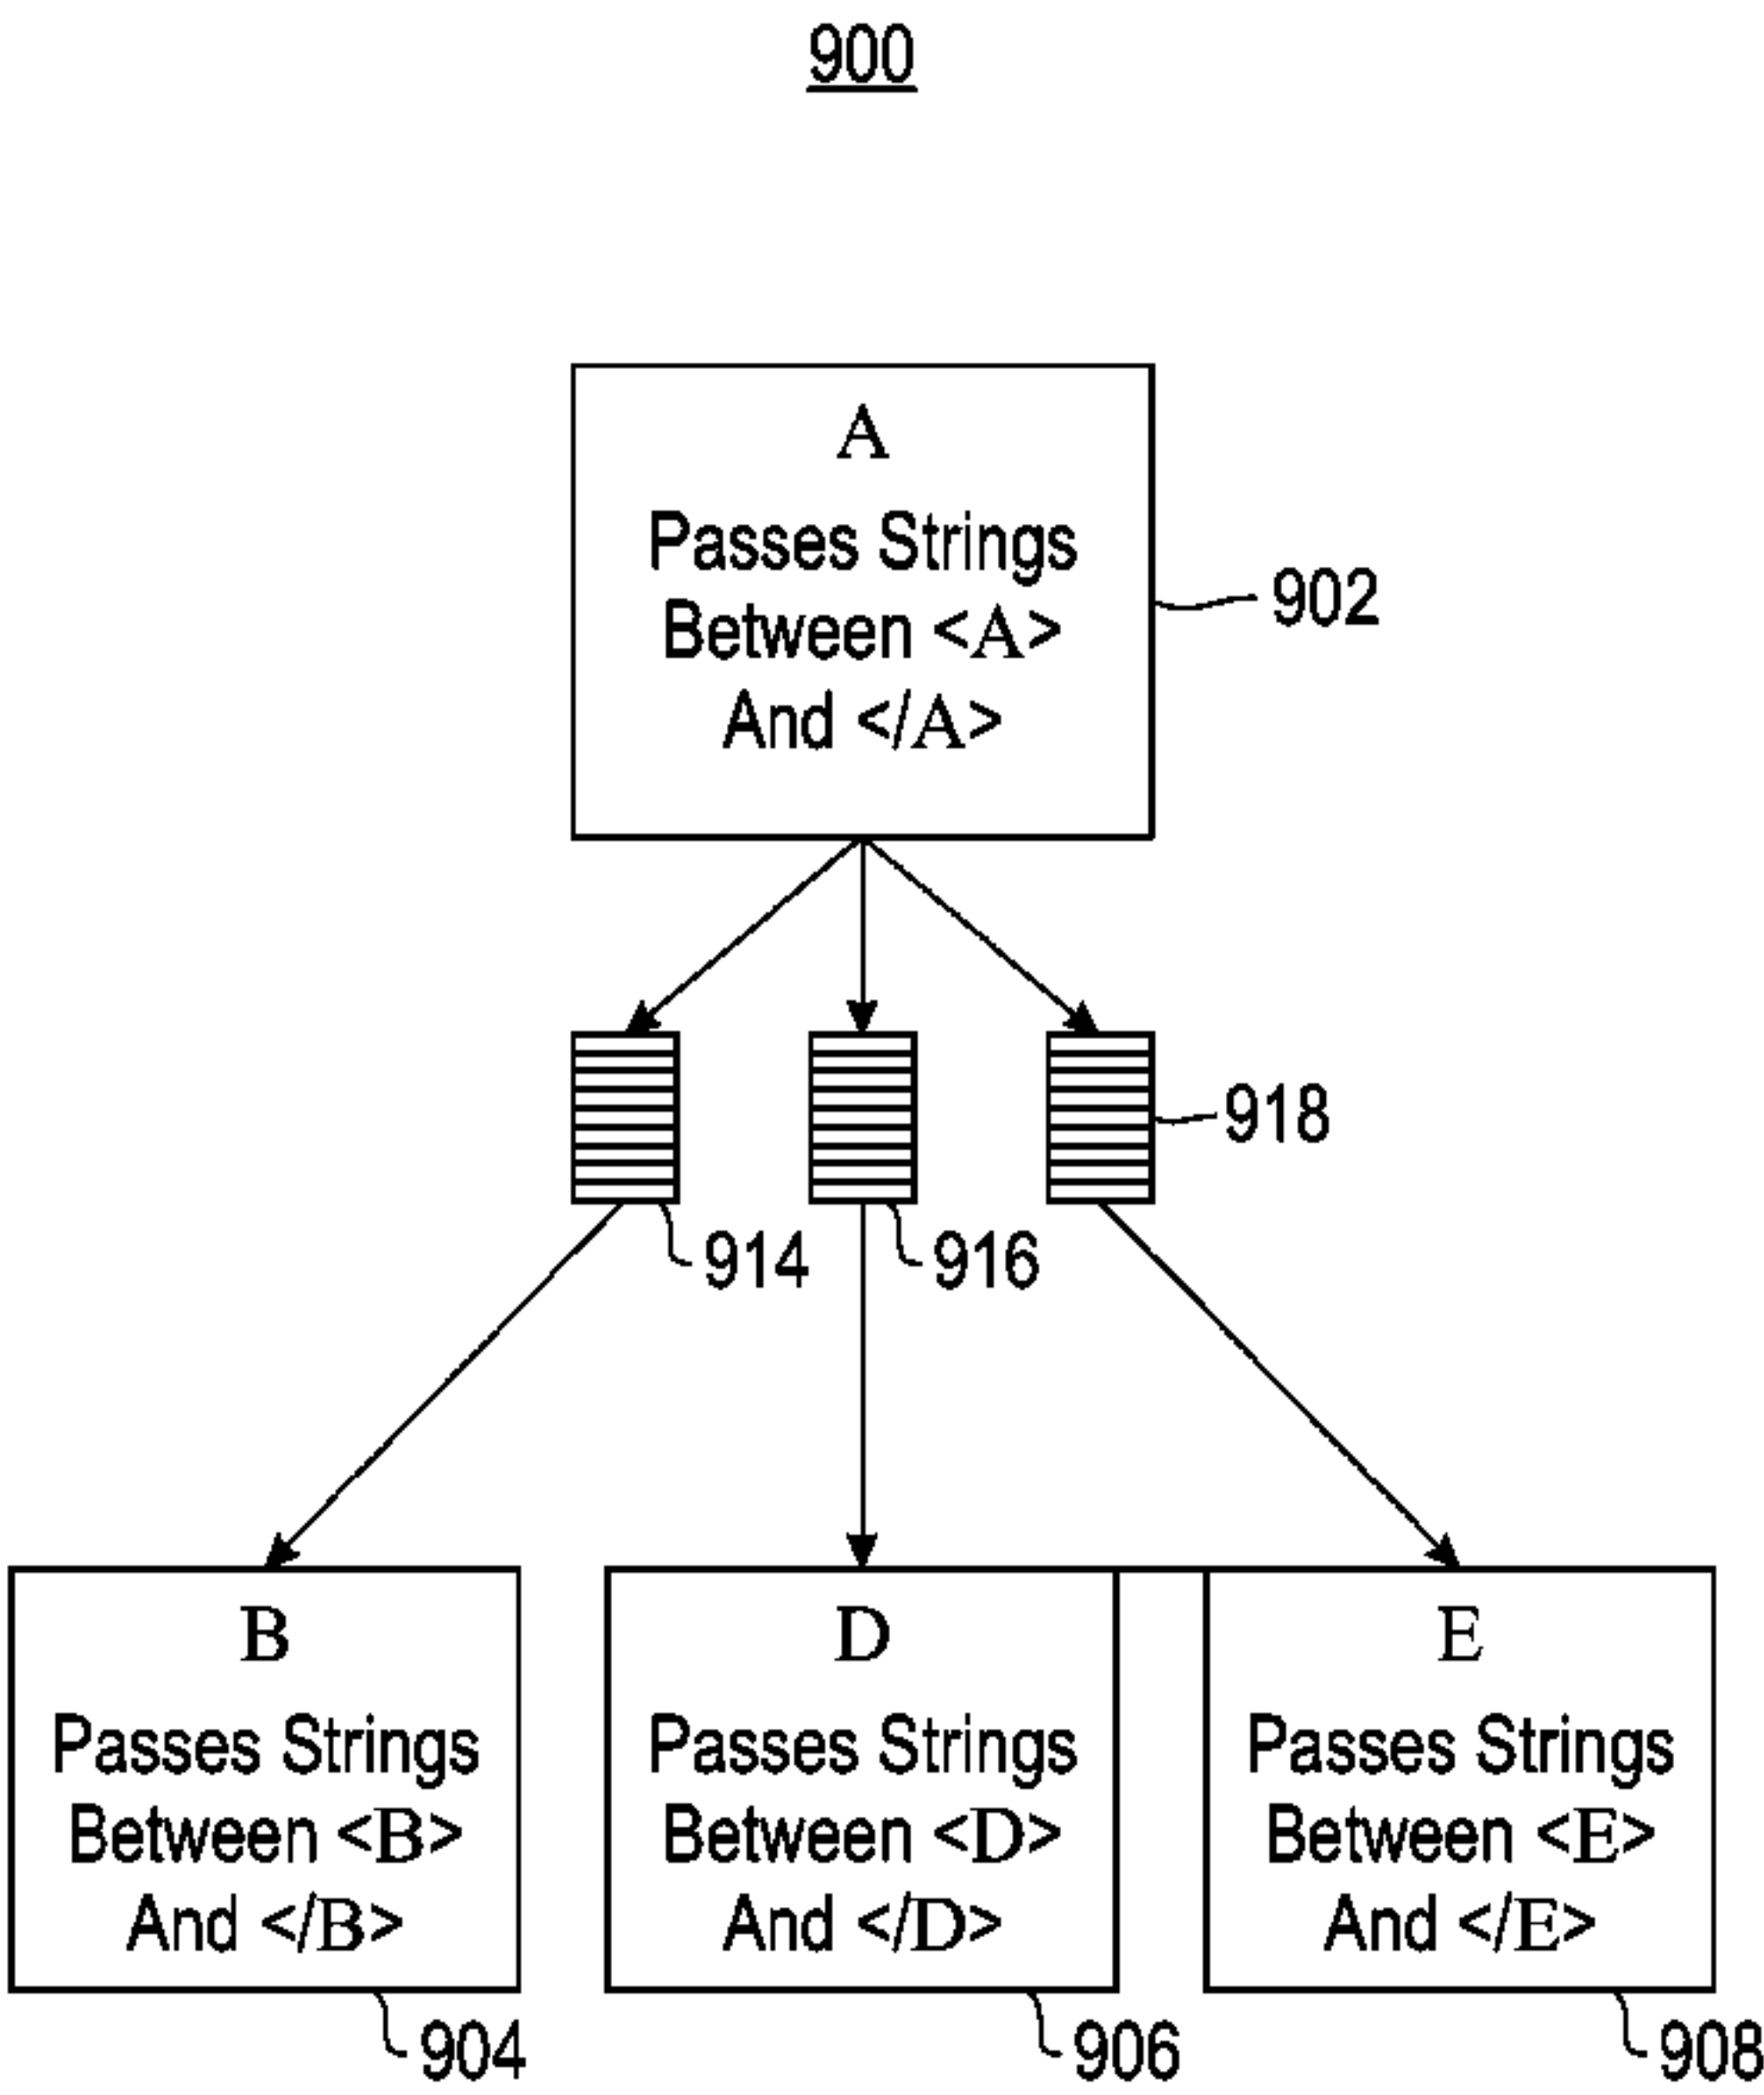 900
A
Passes Strings
Between <A>
And </A>
902
918
914
916
B
Passes Strings
Between <B>
And </B>
904
D
Passes Strings
Between <D>
And </D>
906
E
Passes Strings
Between <E>
And </E>
908